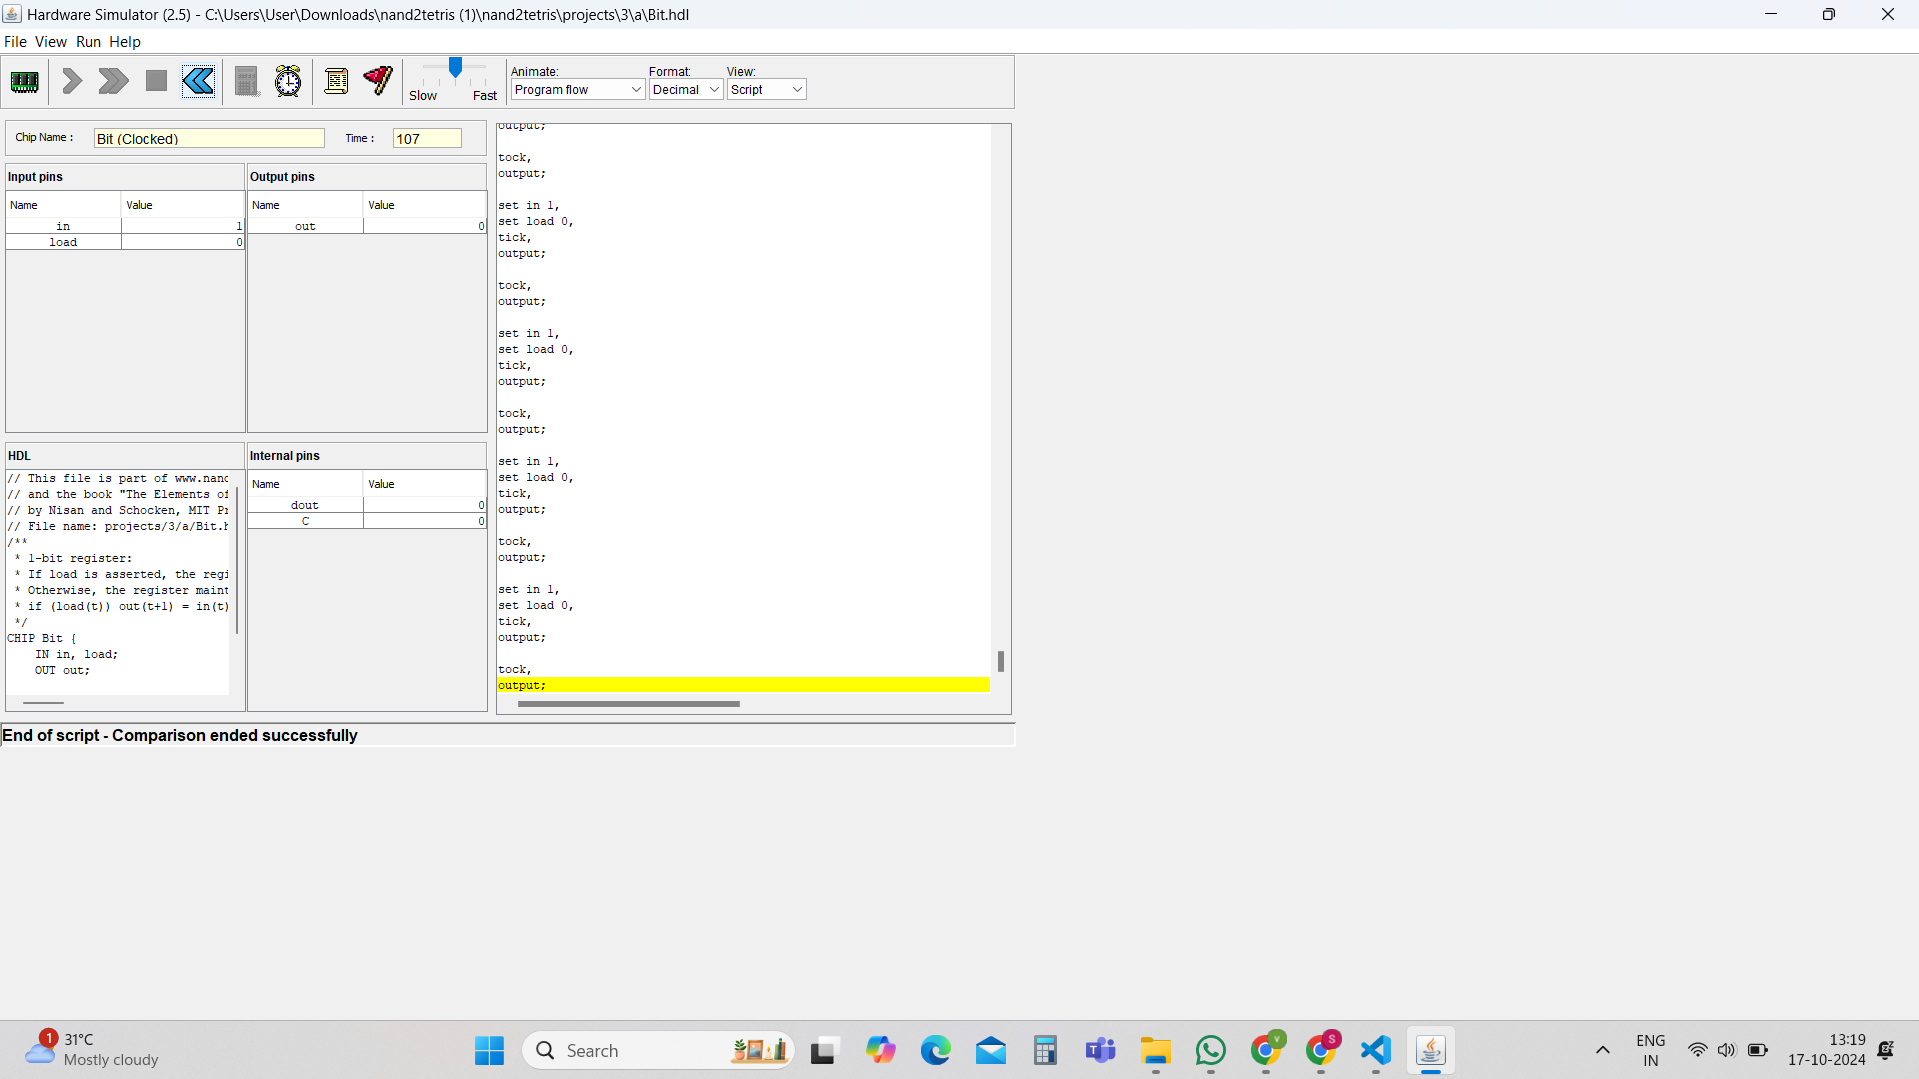 Hardware Simulator (2.5) - C:\Users\User\Downloads\nand2tetris (1)\nand2tetris\projects\3\a\Bit.hdl
File View Run Help
Slow Fast
Animate: Format: View:
Program flow Decimal Script
Chip Name : Bit (Clocked) Time : 107
Input pins
Name Value
in 1
load 0
Output pins
Name Value
out 0
HDL
// This file is part of www.nand
// and the book "The Elements of
// by Nisan and Schocken, MIT Pr
// File name: projects/3/a/Bit.h
/**
* 1-bit register:
* If load is asserted, the regi
* Otherwise, the register maint
* if (load(t)) out(t+1) = in(t)
*/
CHIP Bit {
IN in, load;
OUT out;
Internal pins
Name Value
dout 0
C 0
output;
tock,
output;
set in 1,
set load 0,
tick,
output;
tock,
output;
set in 1,
set load 0,
tick,
output;
tock,
output;
set in 1,
set load 0,
tick,
output;
tock,
output;
set in 1,
set load 0,
tick,
output;
tock,
output;
End of script - Comparison ended successfully
1
31°C
Mostly cloudy
Search
V
S
ENG
IN
13:19
17-10-2024